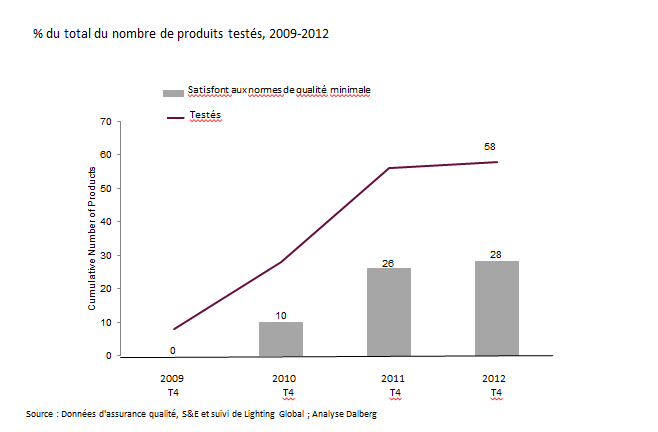 % du total du nombre de produits testés, 2009-2012
Satisfont aux normes de qualité minimale
Testés
Cumulative Number of Products
70
60
50
40
30
20
10
0
58
28
26
10
0
2009 2010 2011 2012
T4 T4 T4 T4
Source : Données d'assurance qualité, S&E et suivi de Lighting Global ; Analyse Dalberg